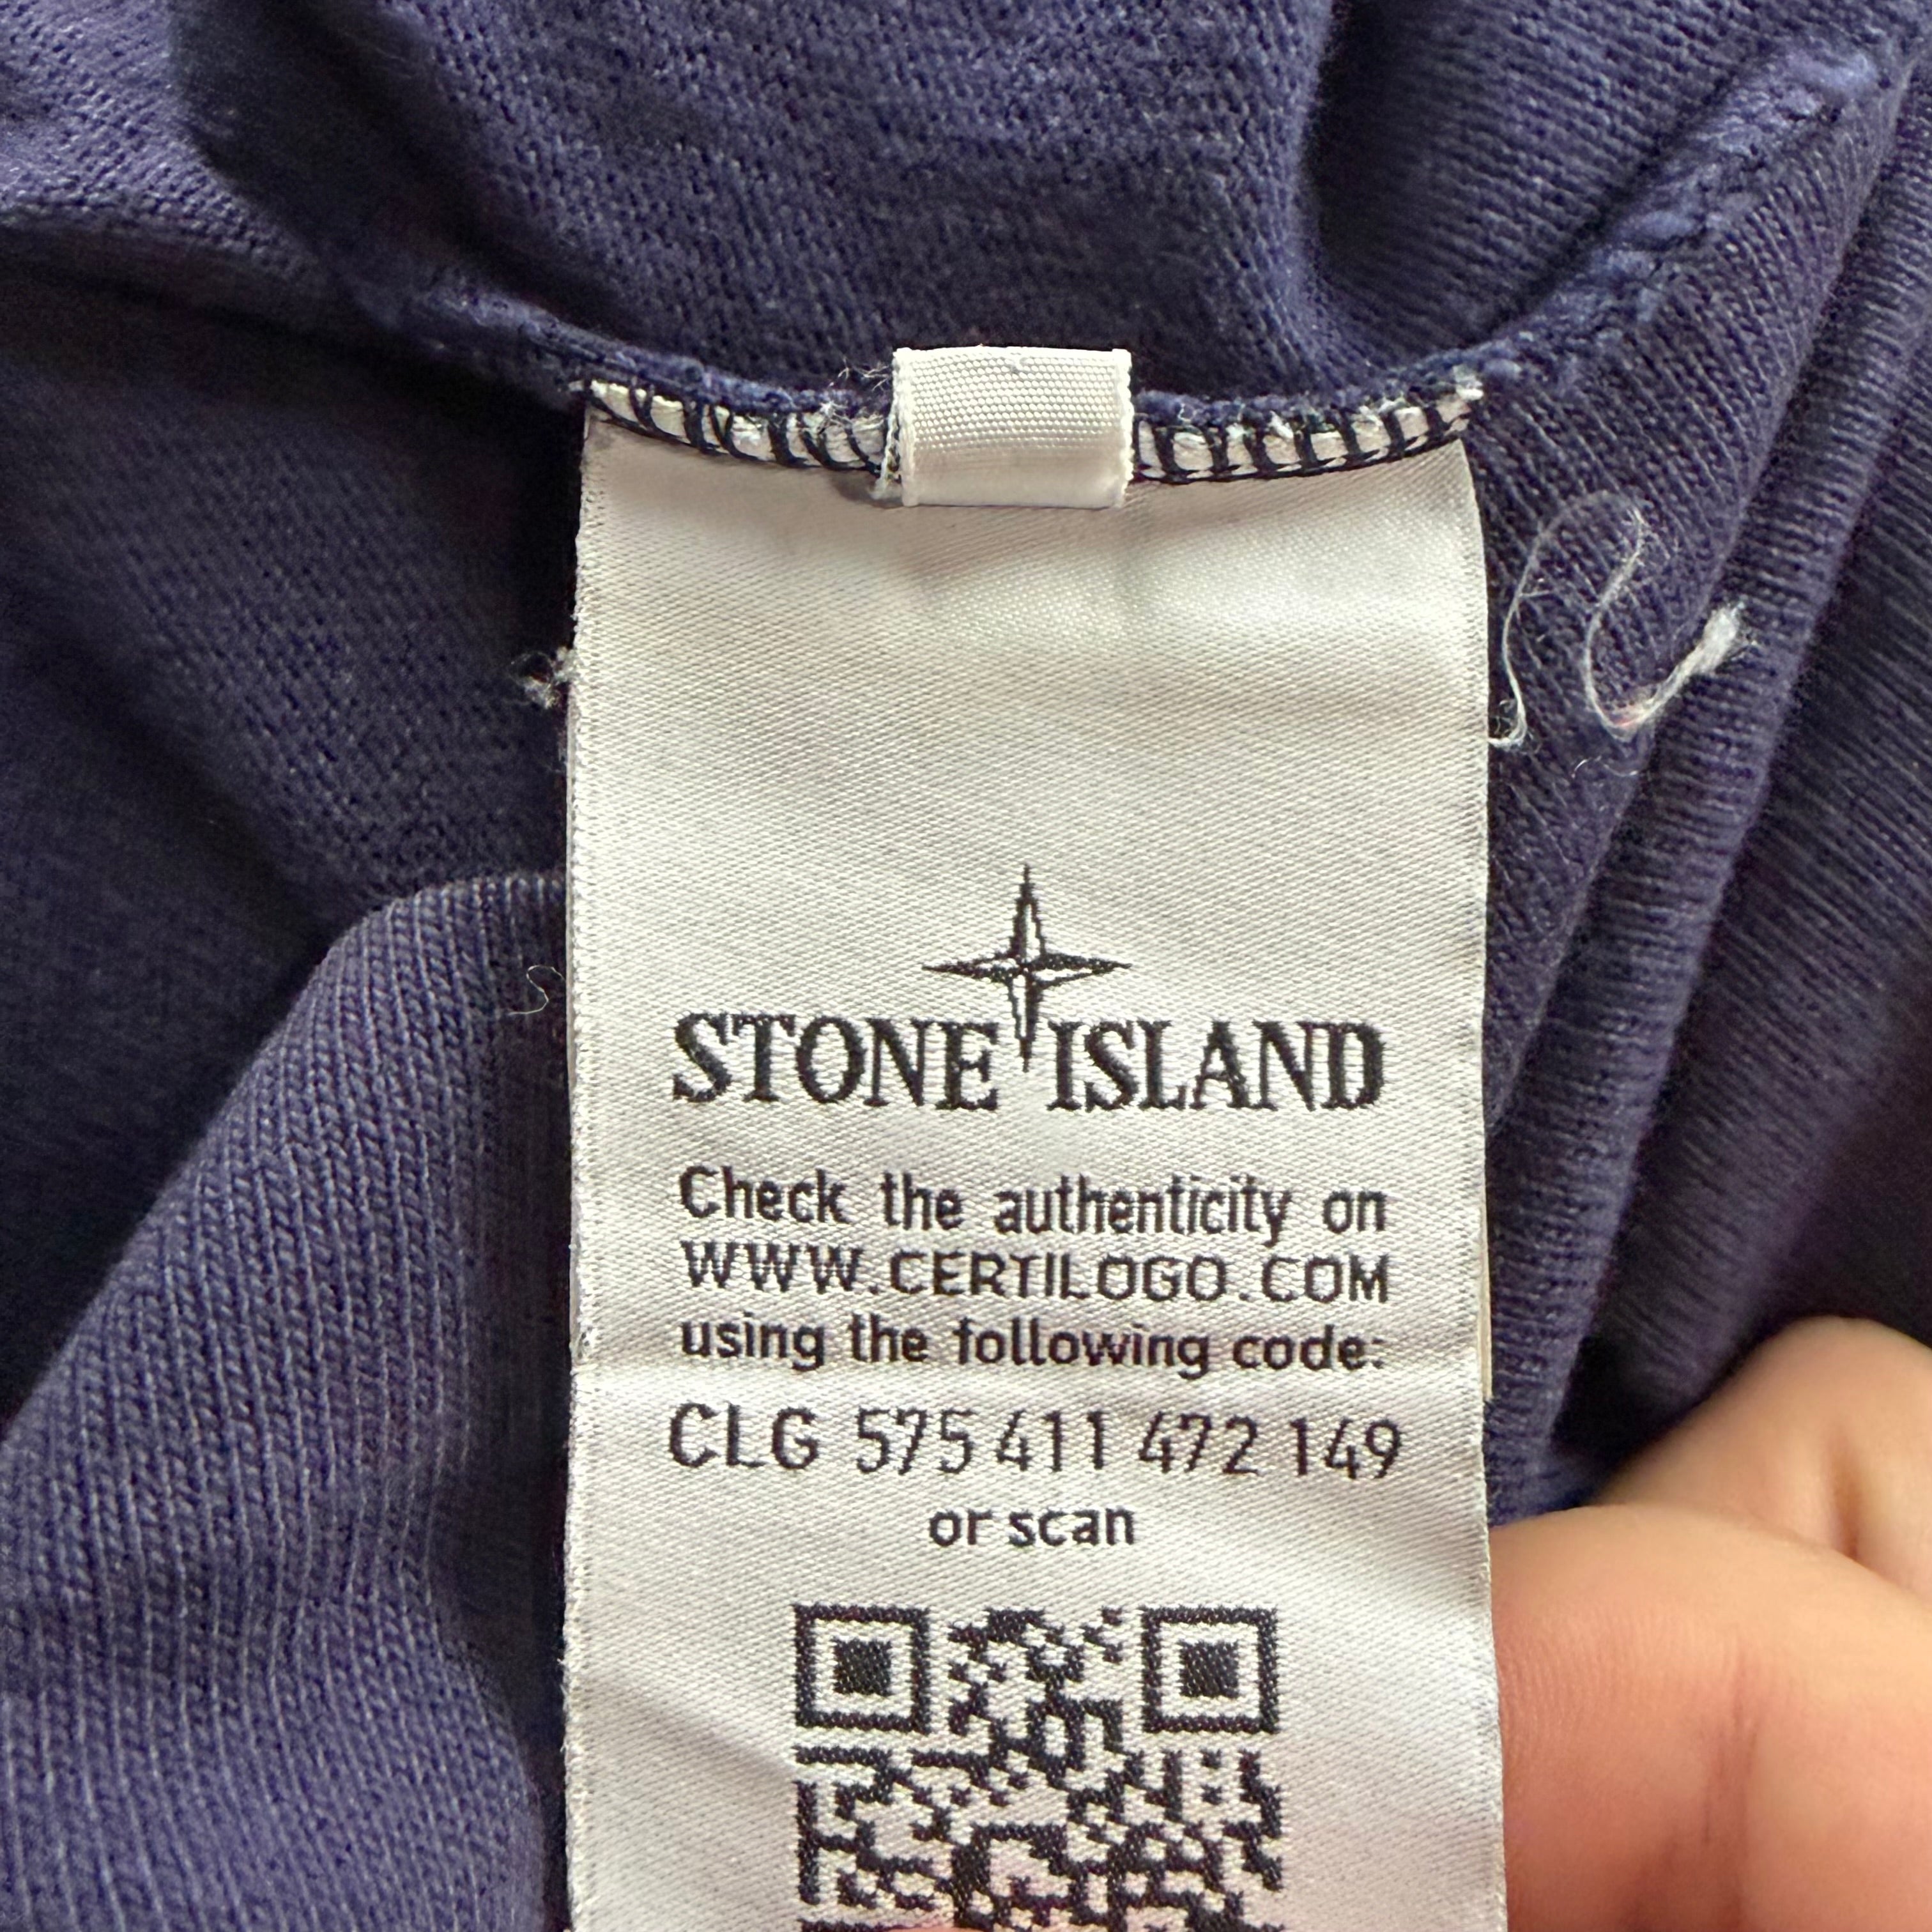 STONE ISLAND
Check the authenticity on
WWW.CERTILOGO.COM
using the following code:
CLG 575 411 472 149
or scan